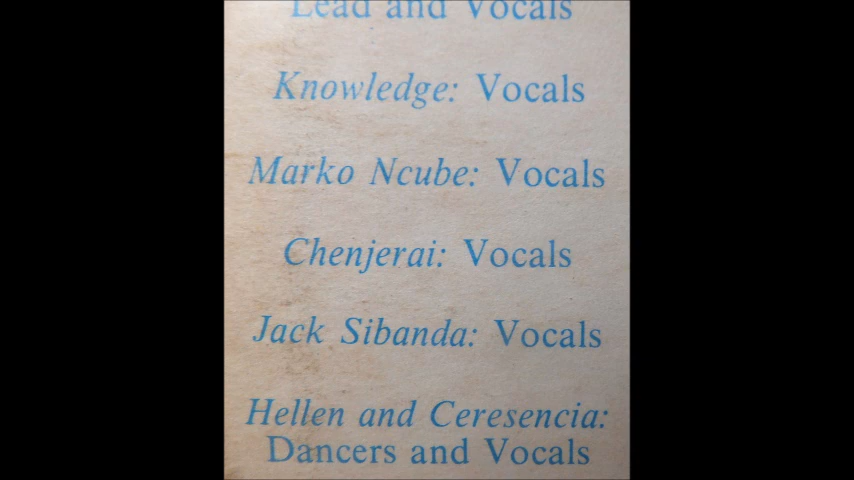 Lead and Vocals
Knowledge: Vocals
Marko Ncube: Vocals
Chenjerai: Vocals
Jack Sibanda: Vocals
Hellen and Ceresencia:
Dancers and Vocals